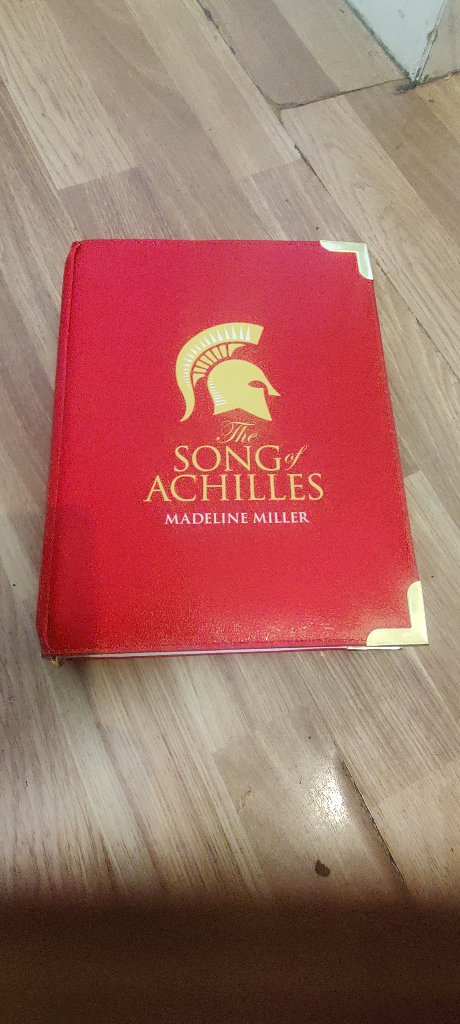 The
SONG of
ACHILLES
MADELINE MILLER